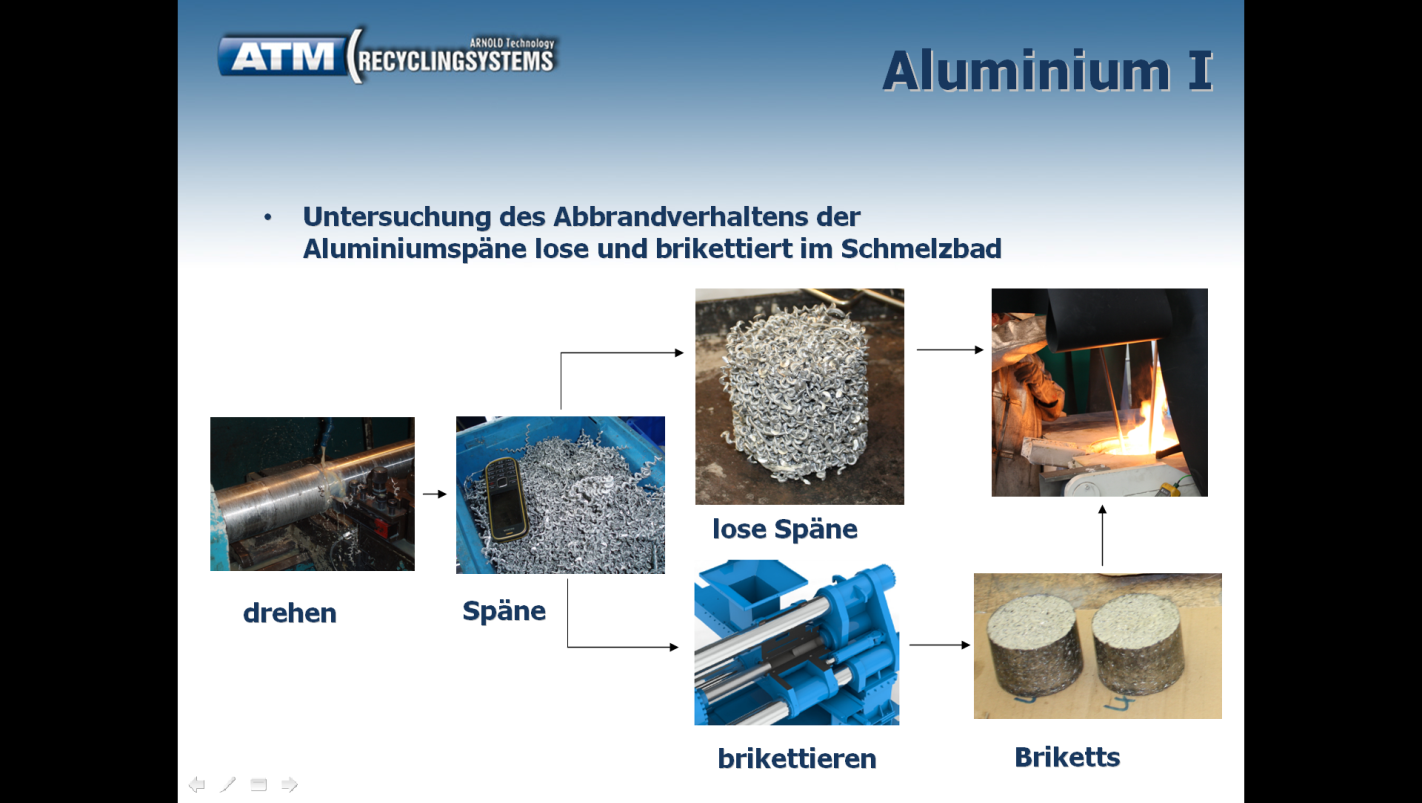 ATM
ARNOLD Technology
RECYCLINGSYSTEMS
Aluminium I
• Untersuchung des Abbrandverhaltens der
Aluminiumspäne lose und brikettiert im Schmelzbad
lose Späne
drehen
Späne
brikettieren
Briketts